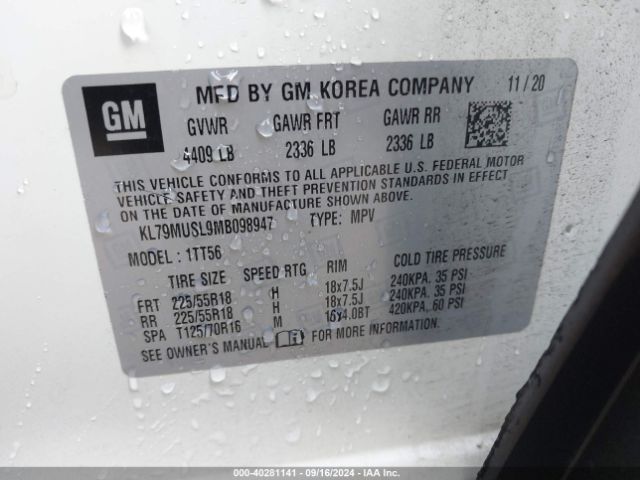 GM
MFD BY GM KOREA COMPANY 11/20
GVWR GAWR FRT GAWR RR
4409 LB 2336 LB 2336 LB
THIS VEHICLE CONFORMS TO ALL APPLICABLE U.S. FEDERAL MOTOR
VEHICLE SAFETY AND THEFT PREVENTION STANDARDS IN EFFECT
ON THE DATE OF MANUFACTURE SHOWN ABOVE.
KL79MUSL9MB098947 TYPE: MPV
MODEL: 1TT56
TIRE SIZE SPEED RTG RIM COLD TIRE PRESSURE
FRT 225/55R18 H 18x7.5J 240KPA, 35 PSI
RR 225/55R18 H 18x7.5J 240KPA, 35 PSI
SPA T125/70R16 M 16x4.0BT 420KPA, 60 PSI
SEE OWNER'S MANUAL FOR MORE INFORMATION.
000-40281141 - 09/16/2024 - IAA Inc.